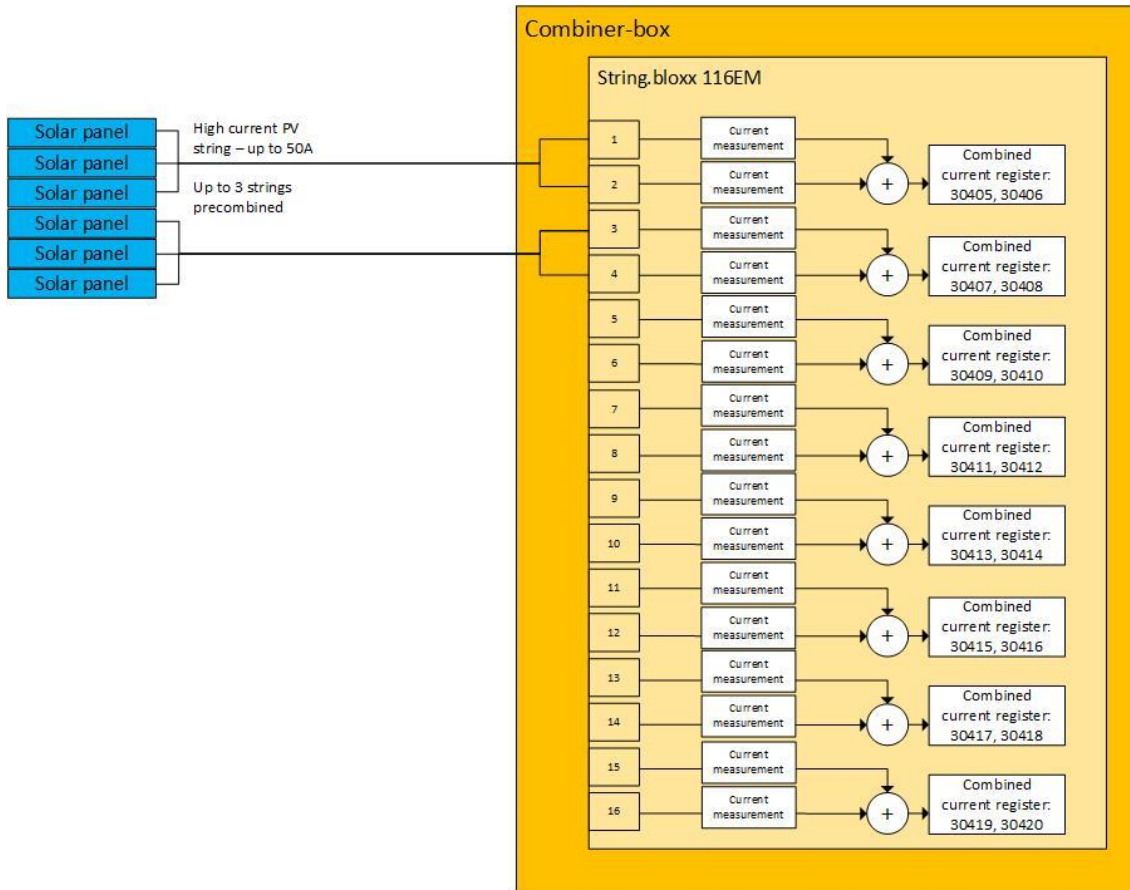 Combiner-box
String.bloxx 116EM
Solar panel
Solar panel
Solar panel
Solar panel
Solar panel
Solar panel
High current PV
string – up to 50A
Up to 3 strings
precombined
1
Current
measurement
2
Current
measurement
Combined
current register:
30405, 30406
3
Current
measurement
4
Current
measurement
Combined
current register:
30407, 30408
5
Current
measurement
6
Current
measurement
Combined
current register:
30409, 30410
7
Current
measurement
8
Current
measurement
Combined
current register:
30411, 30412
9
Current
measurement
10
Current
measurement
Combined
current register:
30413, 30414
11
Current
measurement
12
Current
measurement
Combined
current register:
30415, 30416
13
Current
measurement
14
Current
measurement
Combined
current register:
30417, 30418
15
Current
measurement
16
Current
measurement
Combined
current register:
30419, 30420
+
+
+
+
+
+
+
+